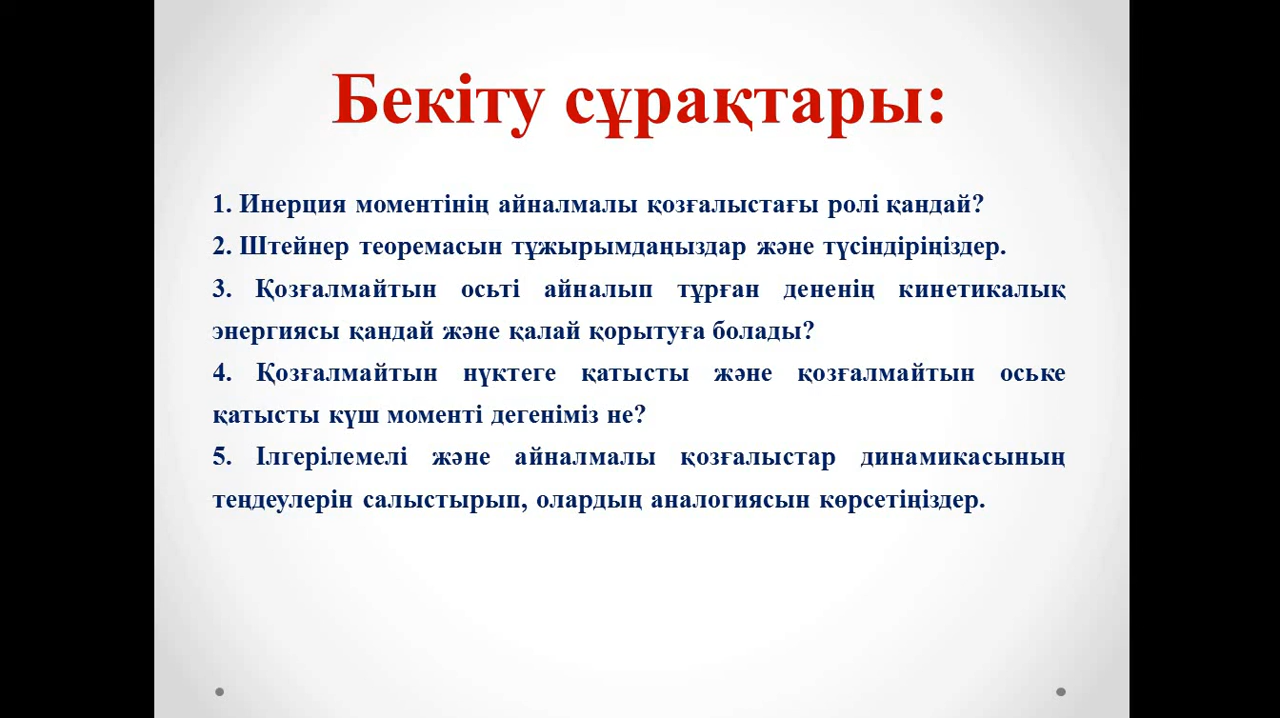 Бекіту сұрақтары:
1. Инерция моментінің айналмалы қозғалыстағы ролі қандай?
2. Штейнер теоремасын тұжырымдаңыздар және түсіндіріңіздер.
3. Қозғалмайтын осьті айналып тұрған дененің кинетикалық
энергиясы қандай және қалай қорытуға болады?
4. Қозғалмайтын нүктеге қатысты және қозғалмайтын оське
қатысты күш моменті дегеніміз не?
5. Ілгерілемелі және айналмалы қозғалыстар динамикасының
теңдеулерін салыстырып, олардың аналогиясын көрсетіңіздер.